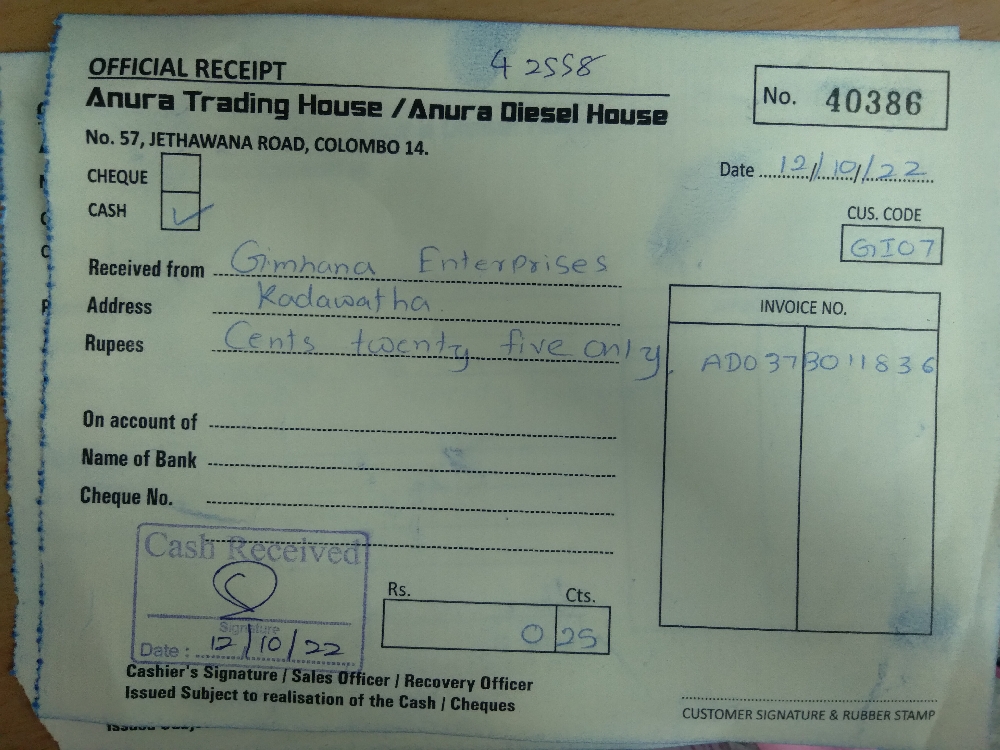 42558
OFFICIAL RECEIPT
Anura Trading House / Anura Diesel House
No. 40386
No. 57, JETHAWANA ROAD, COLOMBO 14.
Date 12/10/22
CHEQUE
CASH ✓
CUS. CODE
GI07
Received from Gimhana Enterprises
Address Kadawatha
Rupees Cents twenty five only.
INVOICE NO.
AD0373011836
On account of
Name of Bank
Cheque No.
Cash Received
Signature
Date : 12/10/22
Rs. Cts.
0 25
Cashier's Signature / Sales Officer / Recovery Officer
Issued Subject to realisation of the Cash / Cheques
CUSTOMER SIGNATURE & RUBBER STAMP